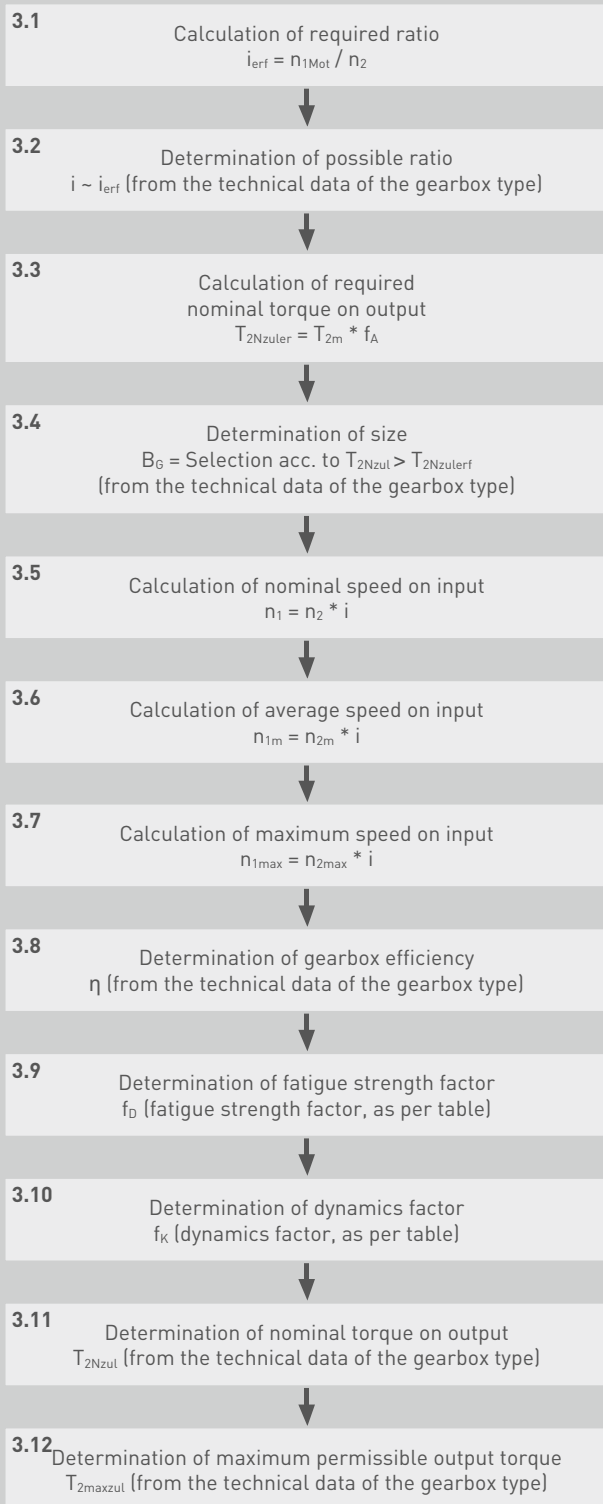 3.1
Calculation of required ratio
i_erf = n_1Mot / n_2
3.2
Determination of possible ratio
i ~ i_erf (from the technical data of the gearbox type)
3.3
Calculation of required
nominal torque on output
T_2Nzuler = T_2m * f_A
3.4
Determination of size
B_G = Selection acc. to T_2Nzul > T_2Nzulerf
(from the technical data of the gearbox type)
3.5
Calculation of nominal speed on input
n_1 = n_2 * i
3.6
Calculation of average speed on input
n_1m = n_2m * i
3.7
Calculation of maximum speed on input
n_1max = n_2max * i
3.8
Determination of gearbox efficiency
η (from the technical data of the gearbox type)
3.9
Determination of fatigue strength factor
f_D (fatigue strength factor, as per table)
3.10
Determination of dynamics factor
f_K (dynamics factor, as per table)
3.11
Determination of nominal torque on output
T_2Nzul (from the technical data of the gearbox type)
3.12
Determination of maximum permissible output torque
T_2maxzul (from the technical data of the gearbox type)